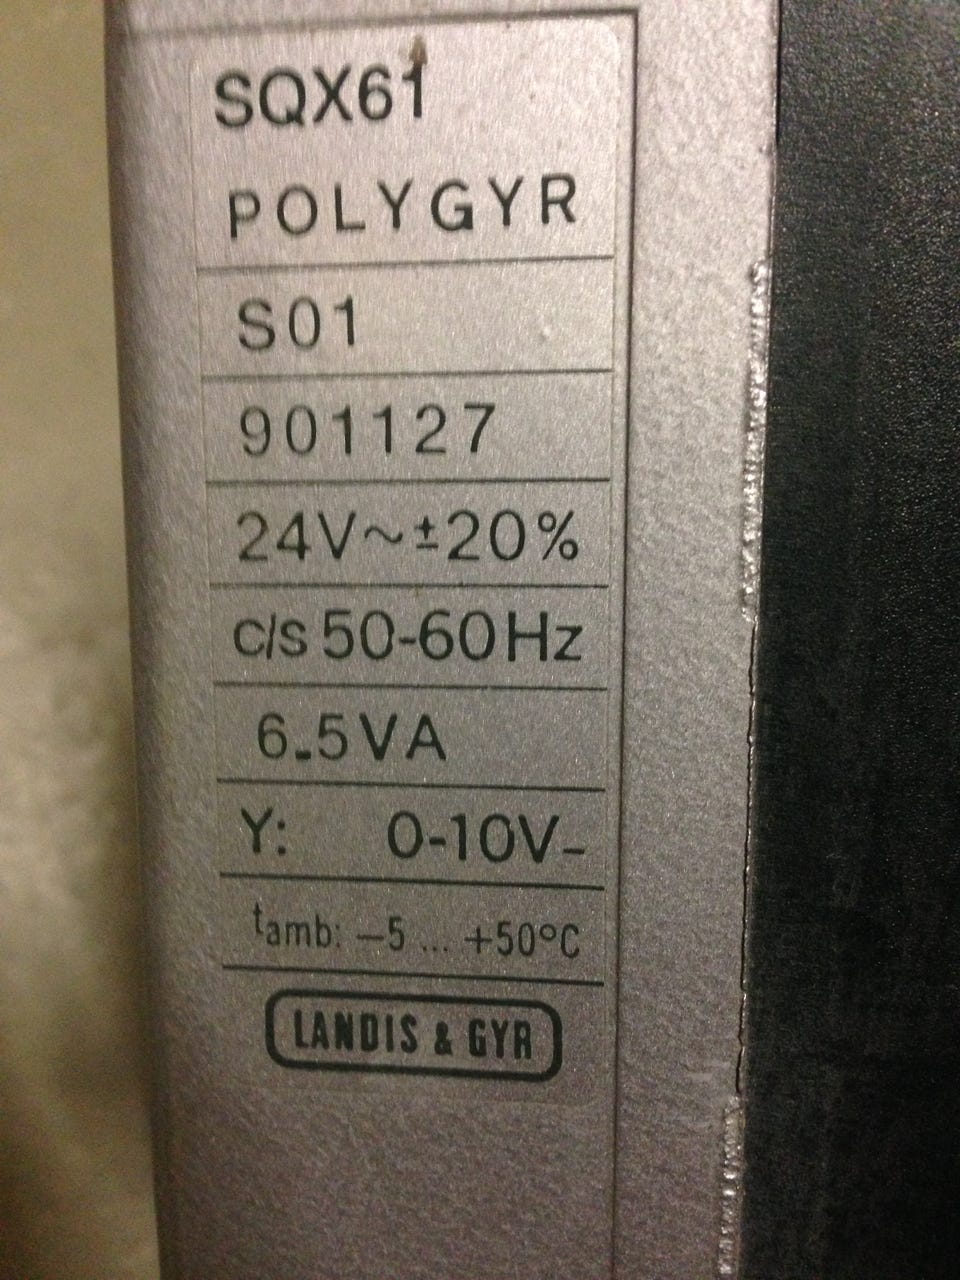 SQX61
POLYGYR
S01
901127
24V~±20%
c/s 50-60Hz
6.5VA
Y: 0-10V-
tamb: -5 ... +50°C
LANDIS & GYR